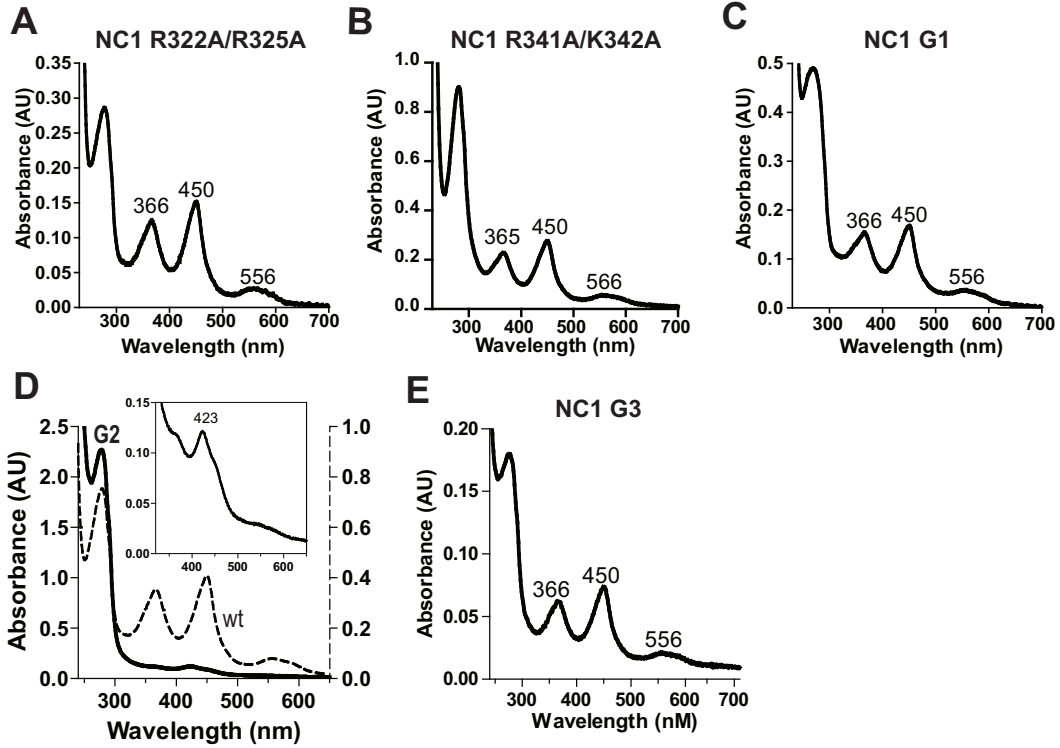 A
NC1 R322A/R325A
Absorbance (AU)
0.35
0.30
0.25
0.20
0.15
0.10
0.05
0.00
366
450
556
300 400 500 600 700
Wavelength (nm)
B
NC1 R341A/K342A
Absorbance (AU)
1.0
0.8
0.6
0.4
0.2
0.0
365
450
566
300 400 500 600 700
Wavelength (nm)
C
NC1 G1
Absorbance (AU)
0.5
0.4
0.3
0.2
0.1
0.0
366
450
556
300 400 500 600 700
Wavelength (nm)
D
Absorbance (AU)
2.5
2.0
1.5
1.0
0.5
0.0
G2
wt
0.15
0.10
0.05
0.00
423
400 500 600
1.0
0.8
0.6
0.4
0.2
0.0
300 400 500 600
Wavelength (nm)
E
NC1 G3
Absorbance (AU)
0.20
0.15
0.10
0.05
0.00
366
450
556
300 400 500 600 700
Wavelength (nM)